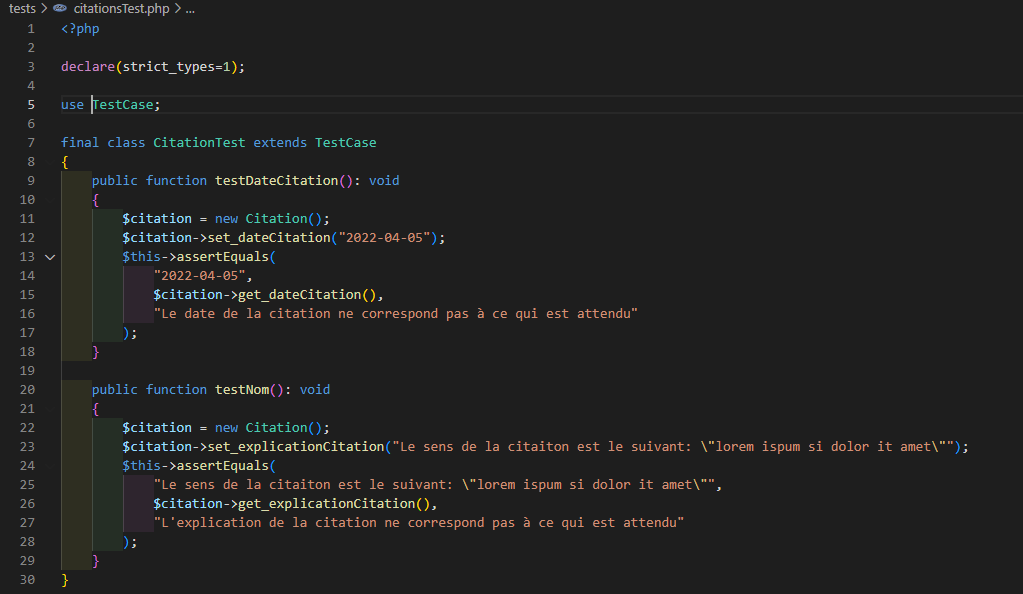 tests > citationsTest.php > ...
1 <?php
2
3 declare(strict_types=1);
4
5 use TestCase;
6
7 final class CitationTest extends TestCase
8 {
9     public function testDateCitation(): void
10     {
11         $citation = new Citation();
12         $citation->set_dateCitation("2022-04-05");
13         $this->assertEquals(
14             "2022-04-05",
15             $citation->get_dateCitation(),
16             "Le date de la citation ne correspond pas à ce qui est attendu"
17         );
18     }
19
20     public function testNom(): void
21     {
22         $citation = new Citation();
23         $citation->set_explicationCitation("Le sens de la citaiton est le suivant: \"lorem ispum si dolor it amet\"");
24         $this->assertEquals(
25             "Le sens de la citaiton est le suivant: \"lorem ispum si dolor it amet\"",
26             $citation->get_explicationCitation(),
27             "L'explication de la citation ne correspond pas à ce qui est attendu"
28         );
29     }
30 }